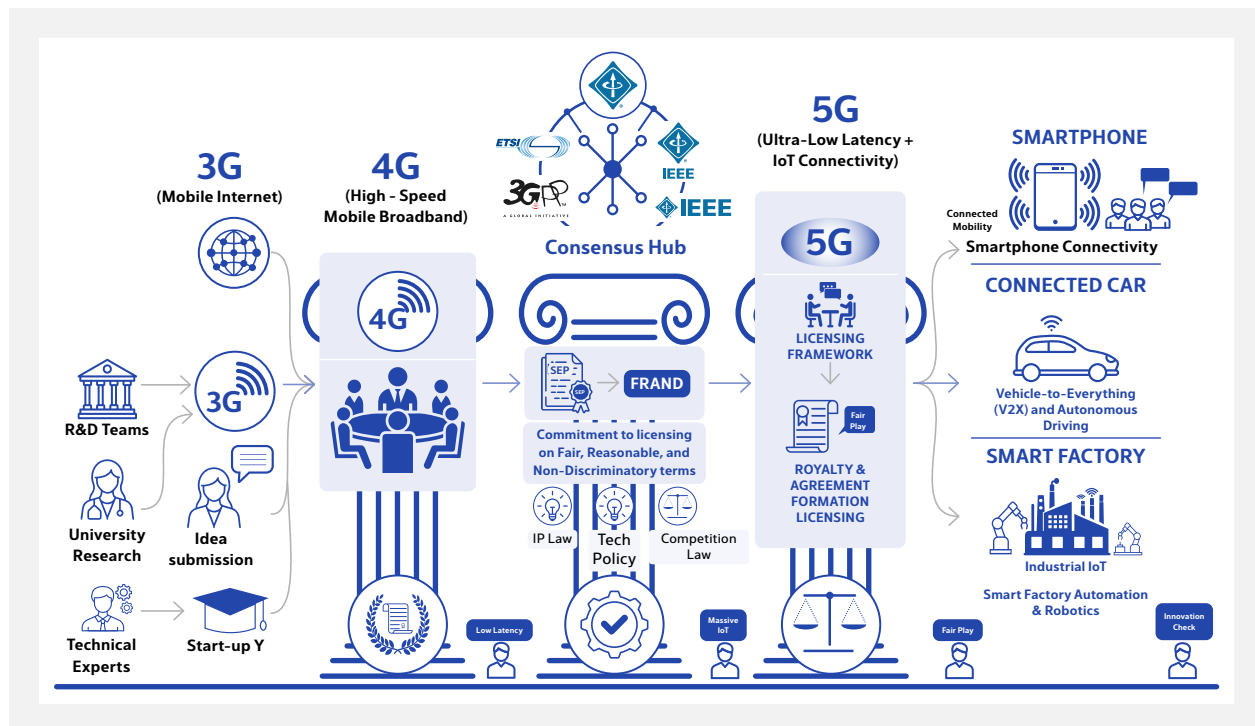 3G
(Mobile Internet)
3G
R&D Teams
University
Research
Idea
submission
Technical
Experts
Start-up Y
4G
(High - Speed
Mobile Broadband)
4G
ETSI
3GPP
A GLOBAL INITIATIVE
IEEE
IEEE
Consensus Hub
SEP
SEP
FRAND
Commitment to licensing
on Fair, Reasonable, and
Non-Discriminatory terms
IP Law
Tech
Policy
Competition
Law
5G
(Ultra-Low Latency +
IoT Connectivity)
5G
LICENSING
FRAMEWORK
Fair
Play
ROYALTY &
AGREEMENT
FORMATION
LICENSING
Connected
Mobility
SMARTPHONE
Smartphone Connectivity
CONNECTED CAR
Vehicle-to-Everything
(V2X) and Autonomous
Driving
SMART FACTORY
Industrial IoT
Smart Factory Automation
& Robotics
Low Latency
Massive
IoT
Fair Play
Innovation
Check